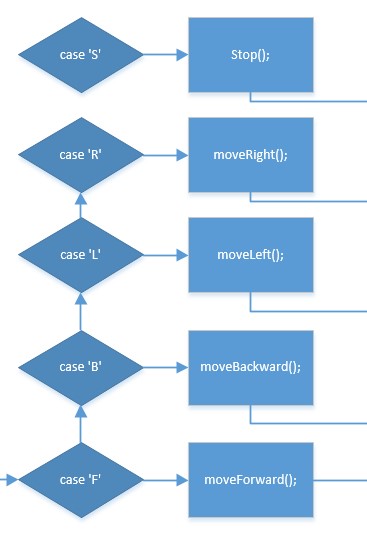 case 'S'
Stop();
case 'R'
moveRight();
case 'L'
moveLeft();
case 'B'
moveBackward();
case 'F'
moveForward();